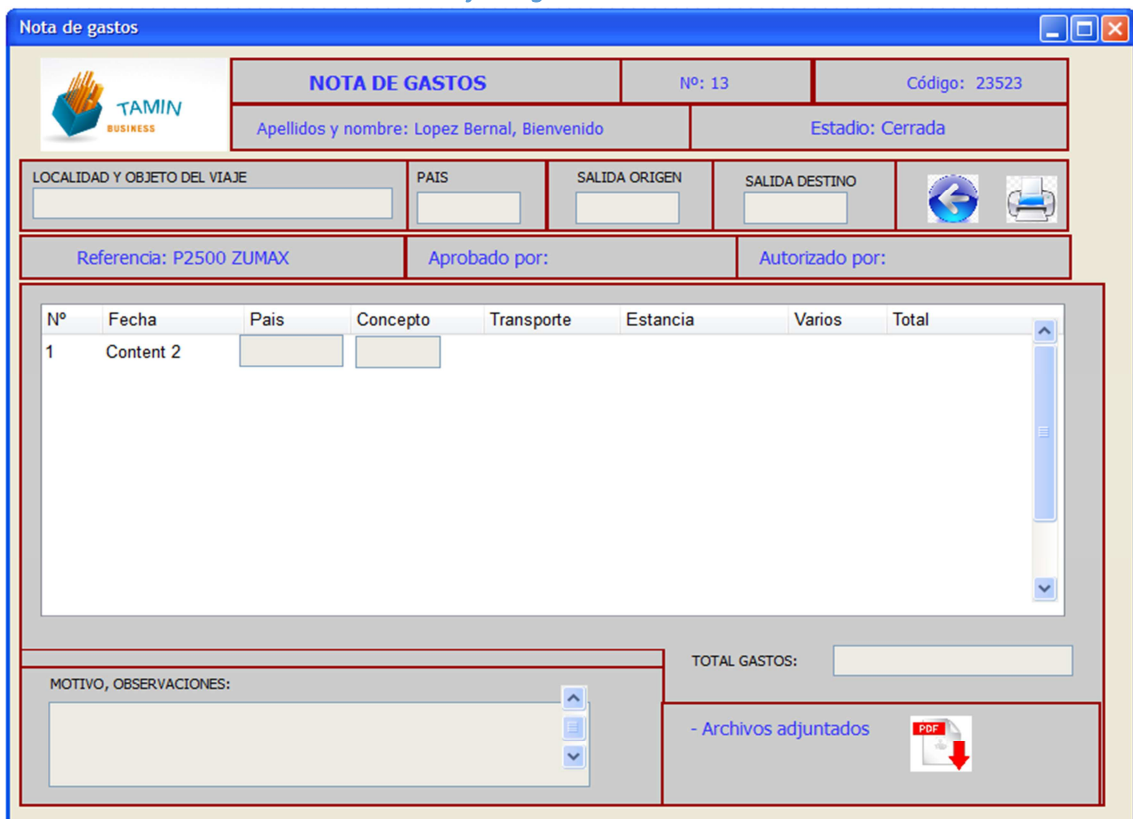 Nota de gastos
TAMIN
BUSINESS
NOTA DE GASTOS
Nº: 13
Código: 23523
Apellidos y nombre: Lopez Bernal, Bienvenido
Estadio: Cerrada
LOCALIDAD Y OBJETO DEL VIAJE
PAIS
SALIDA ORIGEN
SALIDA DESTINO
Referencia: P2500 ZUMAX
Aprobado por:
Autorizado por:
Nº Fecha Pais Concepto Transporte Estancia Varios Total
1 Content 2
TOTAL GASTOS:
MOTIVO, OBSERVACIONES:
- Archivos adjuntados
PDF